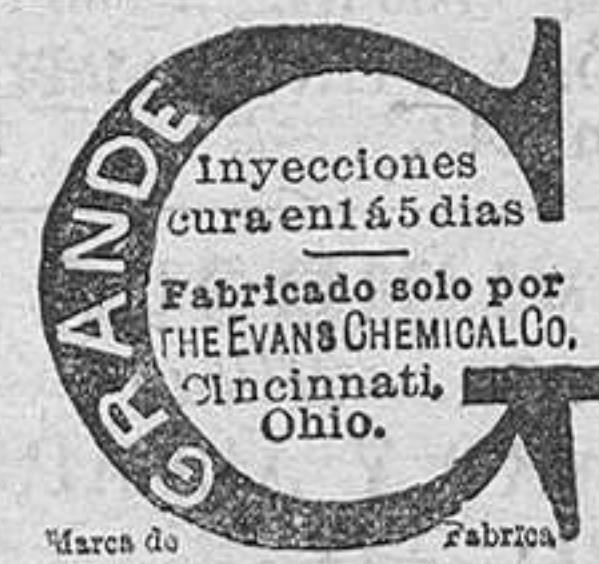 GRANDE
G
Inyecciones
cura en 1 á 5 dias
Fabricado solo por
THE EVANS CHEMICAL CO.
Cincinnati,
Ohio.
Marca de Fabrica